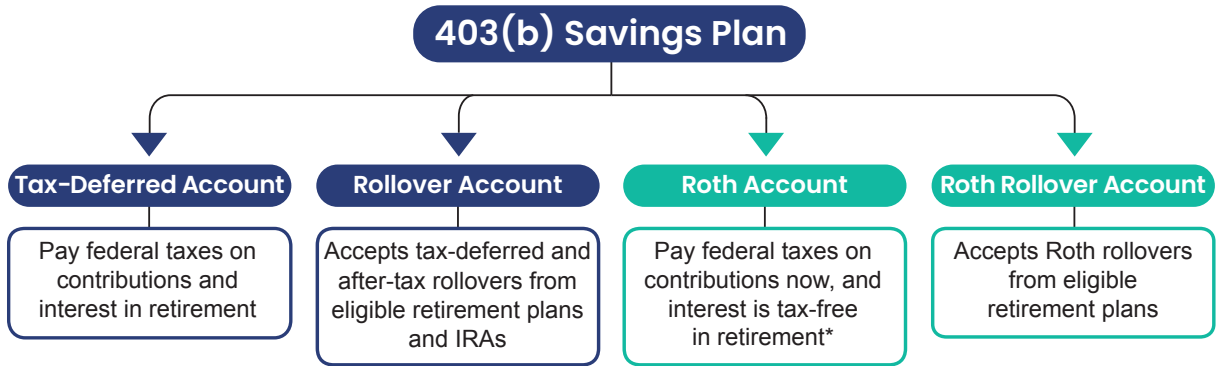 403(b) Savings Plan
Tax-Deferred Account
Pay federal taxes on
contributions and
interest in retirement
Rollover Account
Accepts tax-deferred and
after-tax rollovers from
eligible retirement plans
and IRAs
Roth Account
Pay federal taxes on
contributions now, and
interest is tax-free
in retirement*
Roth Rollover Account
Accepts Roth rollovers
from eligible
retirement plans